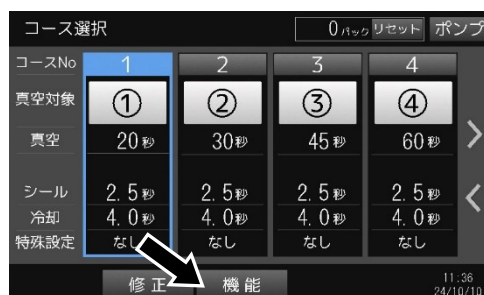 コース選択 0パック リセット ポンプ
コースNo 1 2 3 4
真空対象 ① ② ③ ④
真空 20秒 30秒 45秒 60秒
シール 2.5秒 2.5秒 2.5秒 2.5秒
冷却 4.0秒 4.0秒 4.0秒 4.0秒
特殊設定 なし なし なし なし
修正 機能
11:36
24/10/10